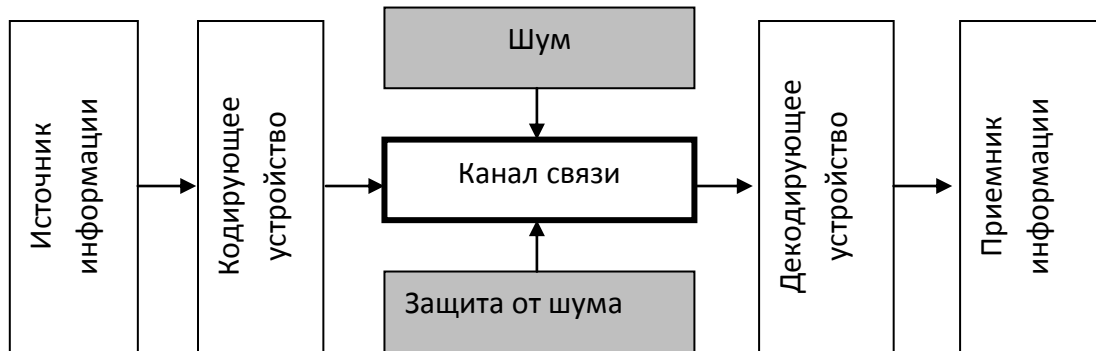 Источник
информации
Кодирующее
устройство
Шум
Канал связи
Защита от шума
Декодирующее
устройство
Приемник
информации